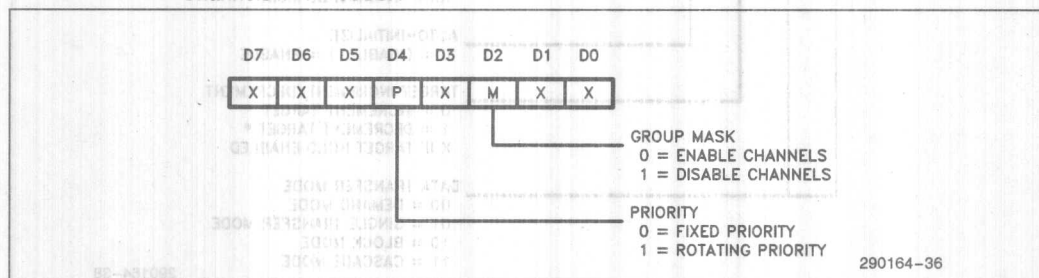 D7 D6 D5 D4 D3 D2 D1 D0
X X X P X M X X
GROUP MASK
0 = ENABLE CHANNELS
1 = DISABLE CHANNELS
PRIORITY
0 = FIXED PRIORITY
1 = ROTATING PRIORITY
290164-36